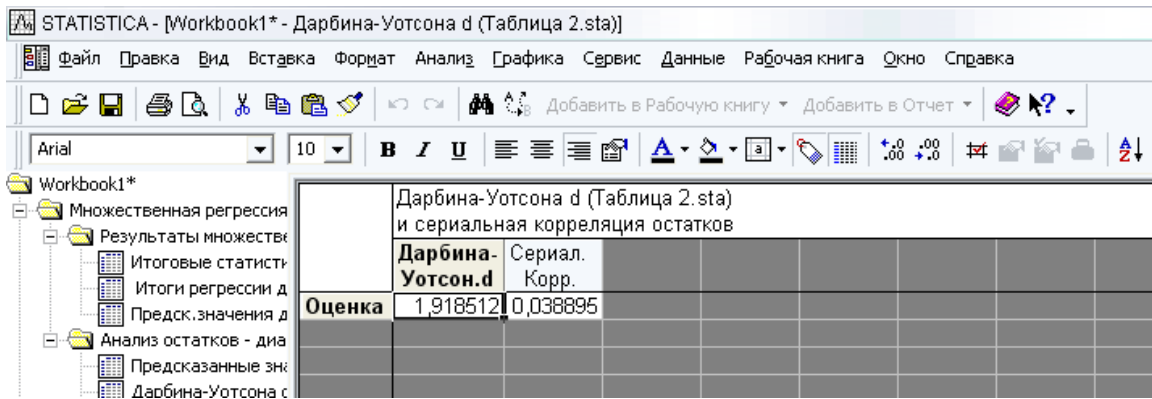 STATISTICA - [Workbook1* - Дарбина-Уотсона d (Таблица 2.sta)]
Файл Правка Вид Вставка Формат Анализ Графика Сервис Данные Рабочая книга Окно Справка
Добавить в Рабочую книгу Добавить в Отчет
Arial 10 B I U
Workbook1*
Множественная регрессия
Результаты множестве
Итоговые статисти
Итоги регрессии д
Предск.значения д
Анализ остатков - диа
Предсказанные зна
Дарбина-Уотсона d
Дарбина-Уотсона d (Таблица 2.sta)
и сериальная корреляция остатков
Дарбина- Сериал.
Уотсон.d Корр.
Оценка 1,918512 0,038895